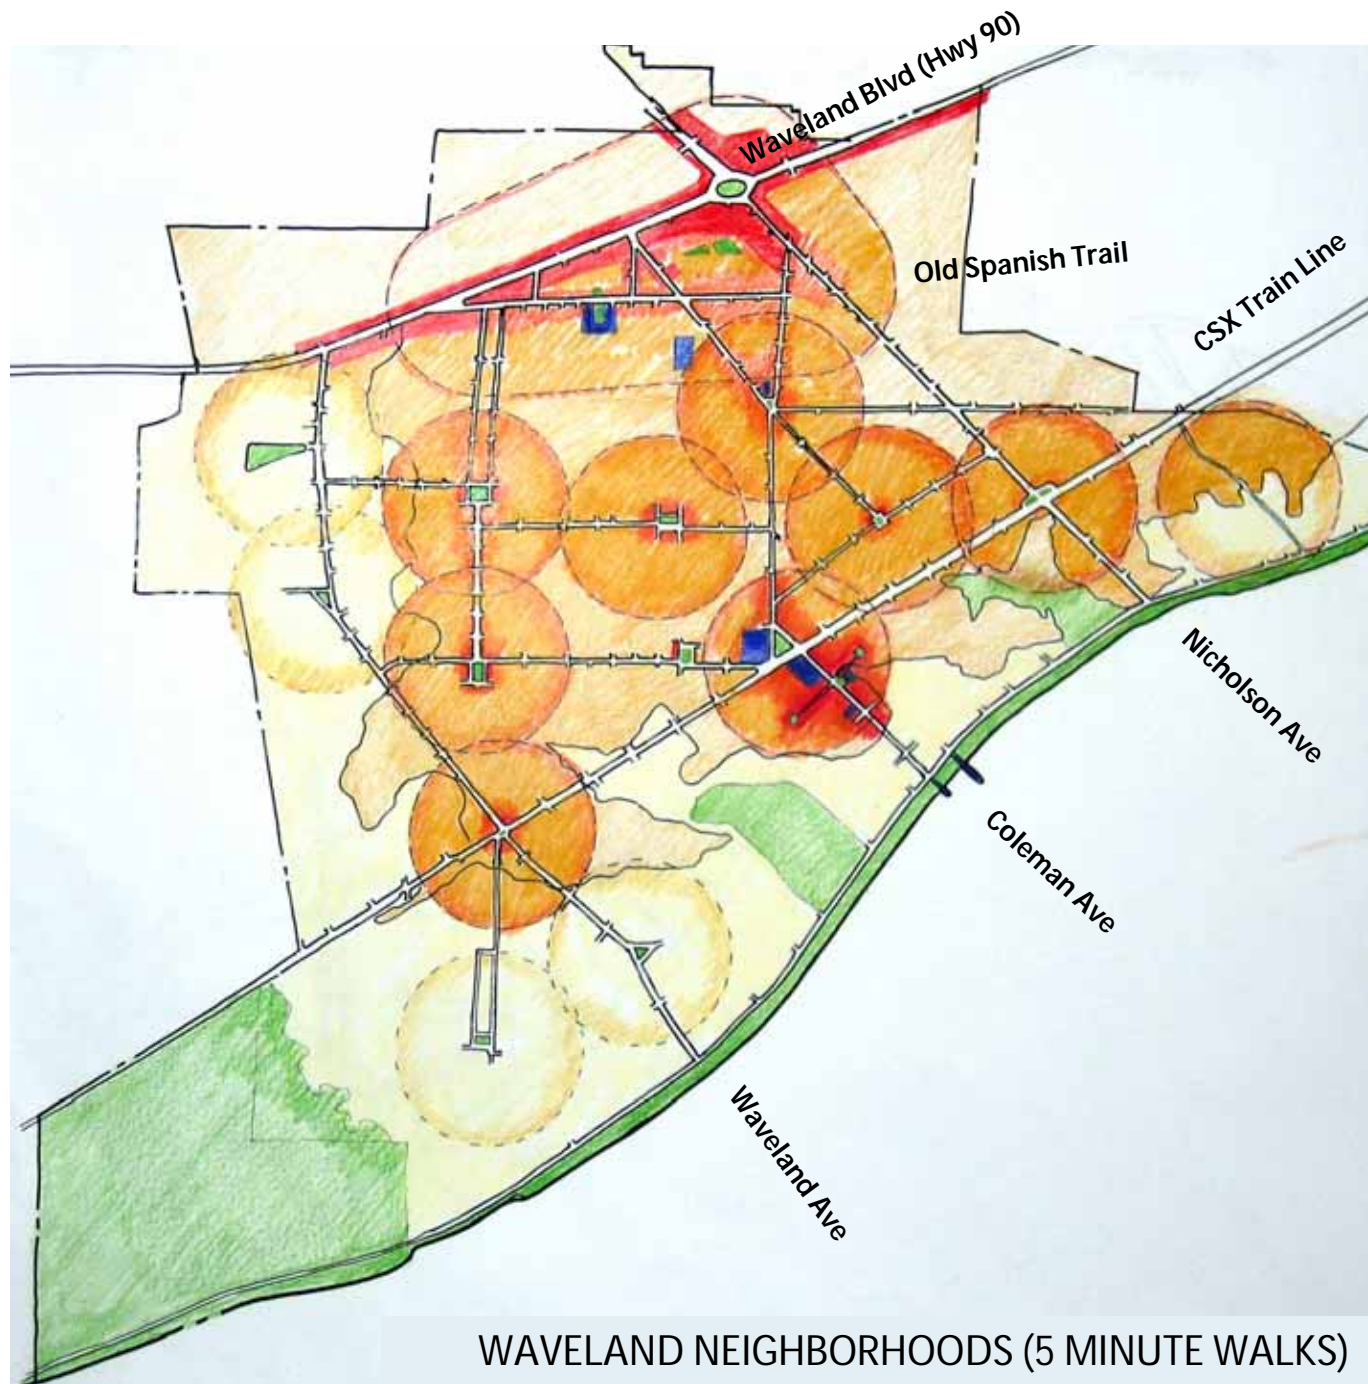 Waveland Blvd (Hwy 90)
Old Spanish Trail
CSX Train Line
Nicholson Ave
Coleman Ave
Waveland Ave
WAVELAND NEIGHBORHOODS (5 MINUTE WALKS)